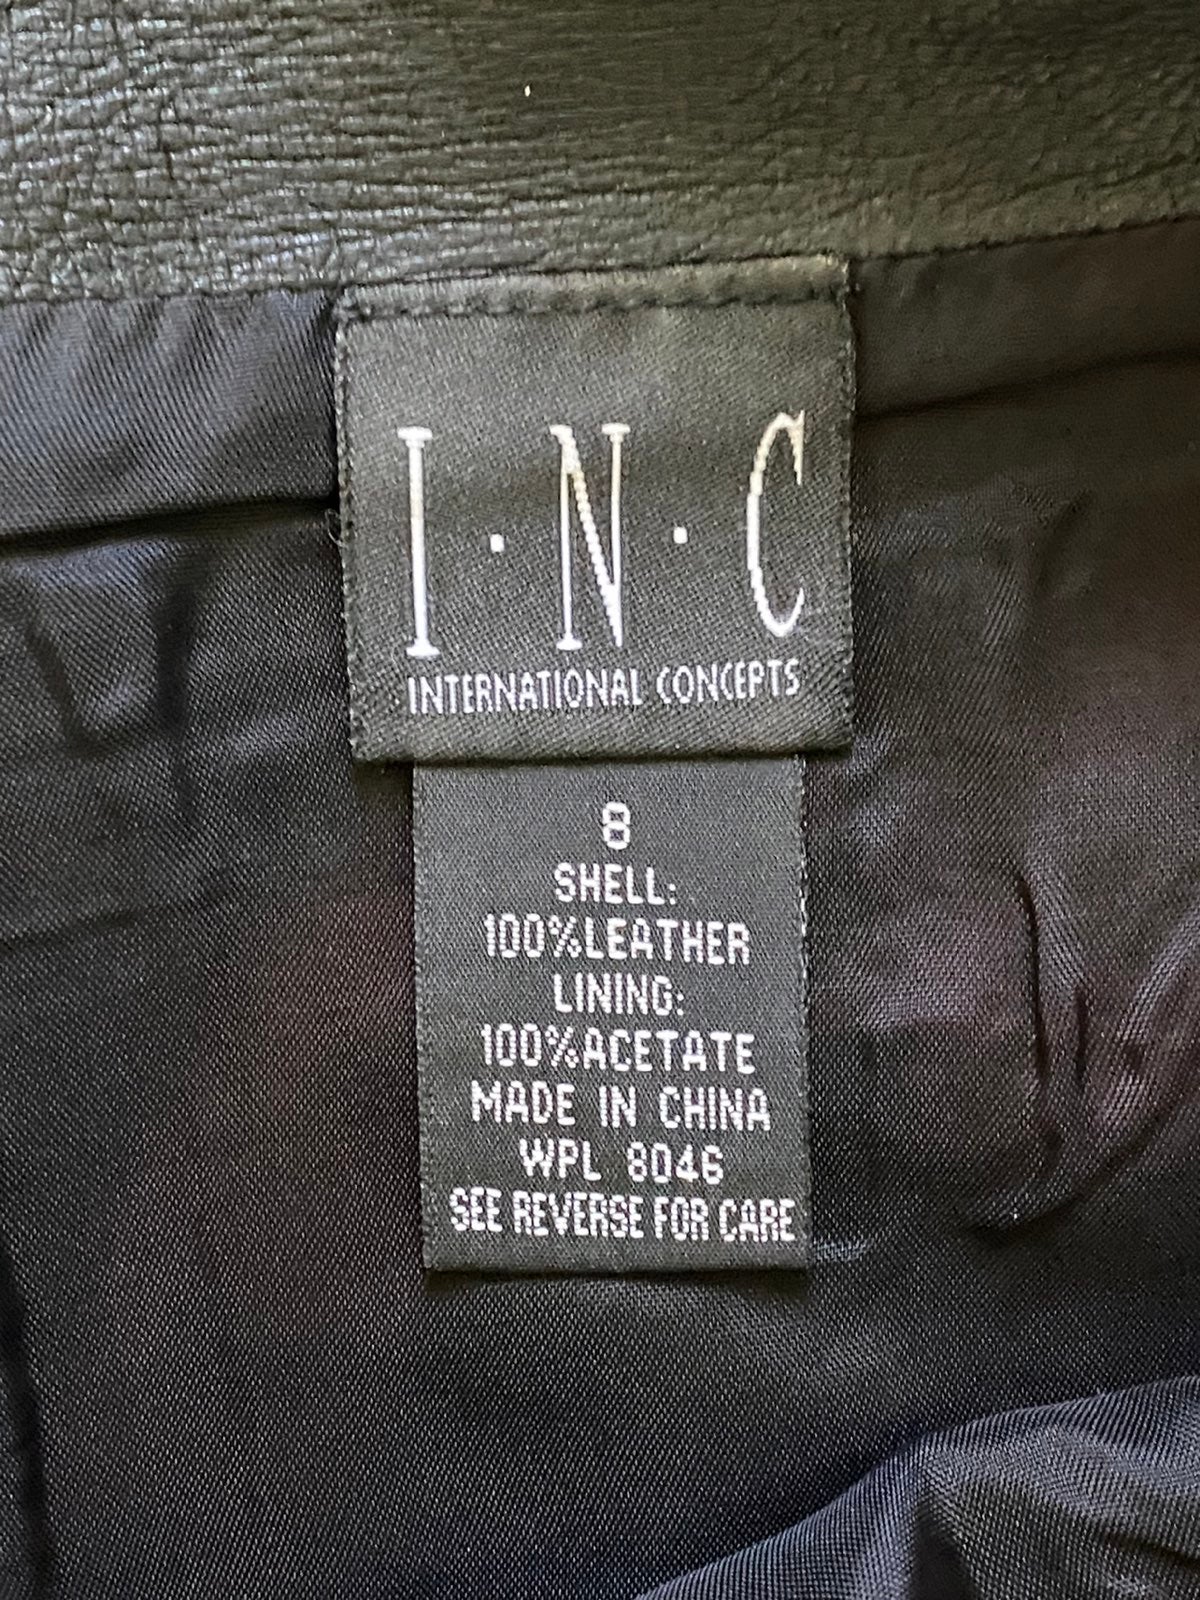 I·N·C
INTERNATIONAL CONCEPTS
8
SHELL:
100%LEATHER
LINING:
100%ACETATE
MADE IN CHINA
WPL 8046
SEE REVERSE FOR CARE